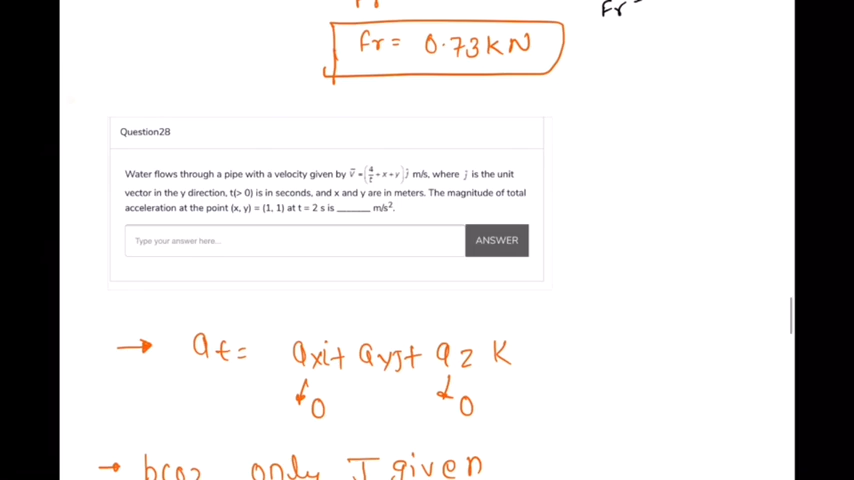 Fr =
Fr = 0.73 KN
Question28
Water flows through a pipe with a velocity given by v⃗ = (4/t + x + y) ĵ m/s, where ĵ is the unit
vector in the y direction, t(> 0) is in seconds, and x and y are in meters. The magnitude of total
acceleration at the point (x, y) = (1, 1) at t = 2 s is ______ m/s².
Type your answer here...
ANSWER
→ at = axi + ayj + az K
0 0
→ only J given